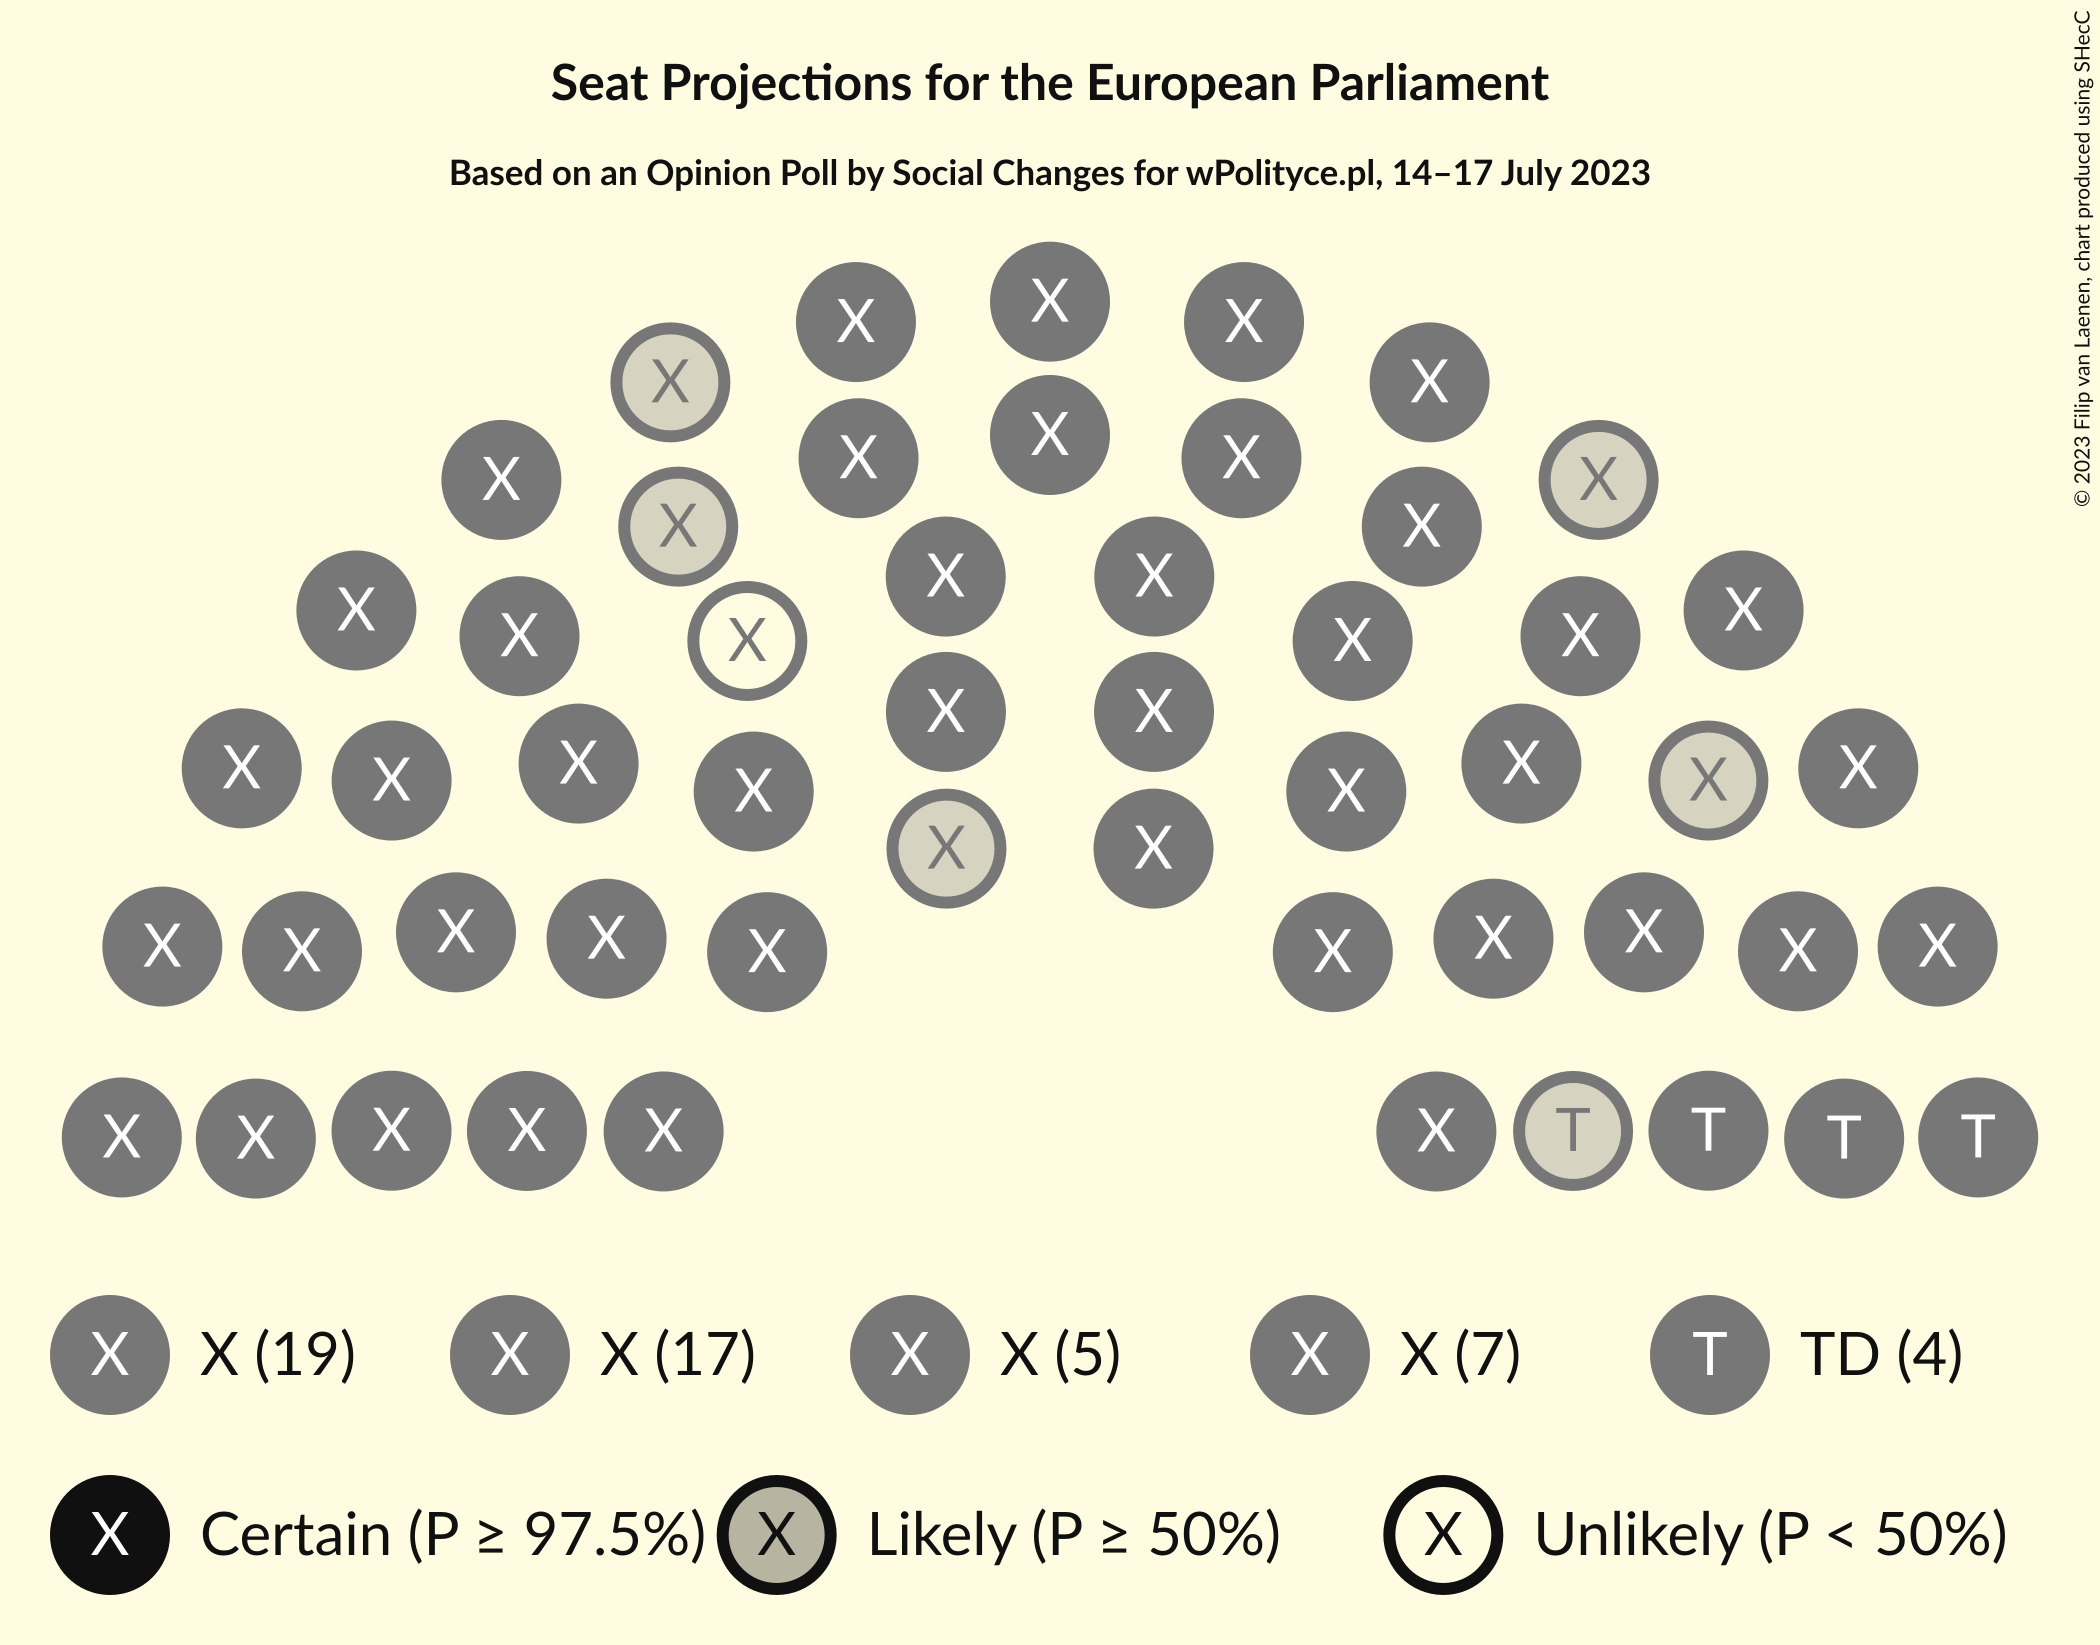 Seat Projections for the European Parliament
Based on an Opinion Poll by Social Changes for wPolityce.pl, 14–17 July 2023
© 2023 Filip van Laenen, chart produced using SHecC
X X X
X X
X X X
X X
X X
X X
X X X X X X
X X
X X X X X X X X
X X
X X X X X X X X X X
X X X X X X T T T T
X X (19) X X (17) X X (5) X X (7) T TD (4)
X Certain (P ≥ 97.5%) X Likely (P ≥ 50%) X Unlikely (P < 50%)